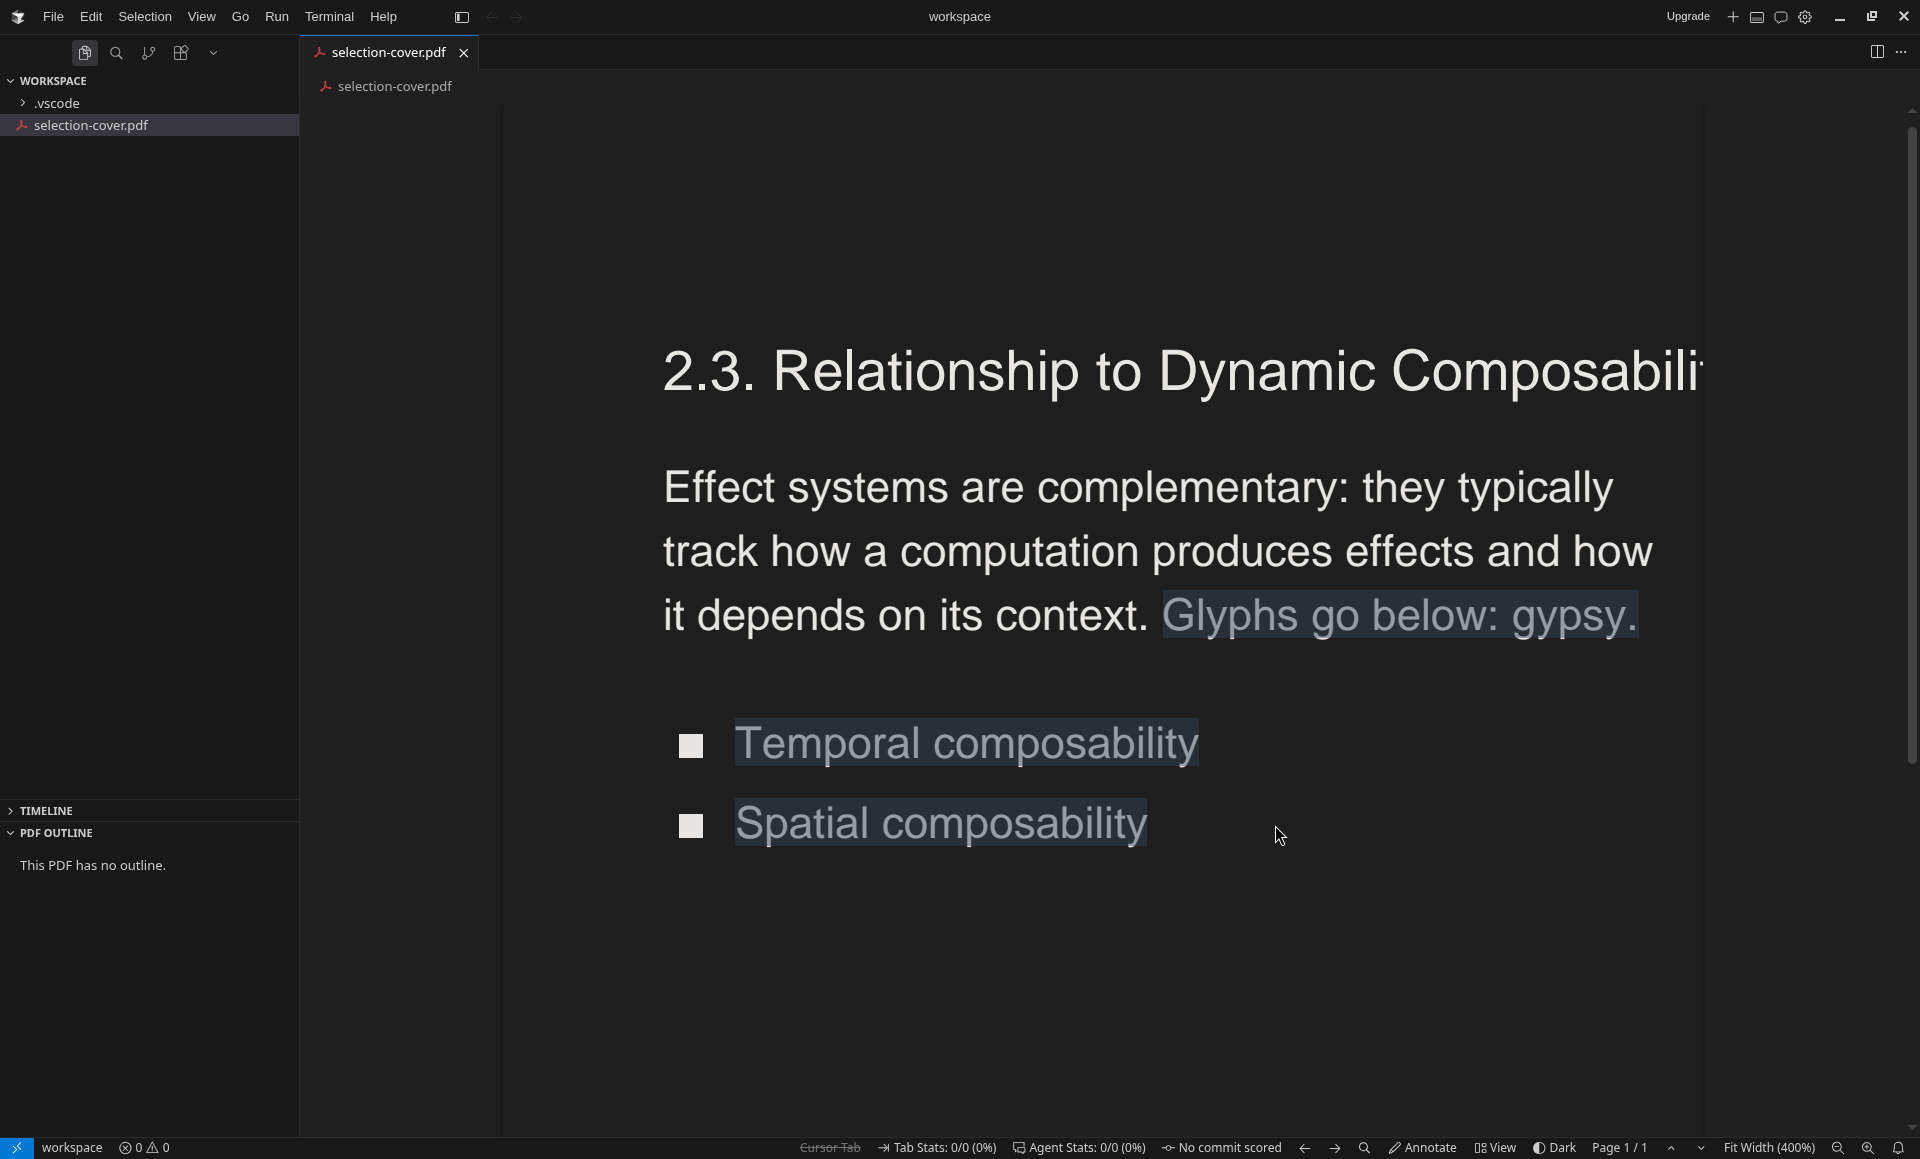 File Edit Selection View Go Run Terminal Help
workspace
Upgrade
selection-cover.pdf
WORKSPACE
selection-cover.pdf
.vscode
selection-cover.pdf
2.3. Relationship to Dynamic Composabili
Effect systems are complementary: they typically
track how a computation produces effects and how
it depends on its context. Glyphs go below: gypsy.
Temporal composability
Spatial composability
TIMELINE
PDF OUTLINE
This PDF has no outline.
workspace 0 0 Cursor Tab Tab Stats: 0/0 (0%) Agent Stats: 0/0 (0%) No commit scored Annotate View Dark Page 1 / 1 Fit Width (400%)